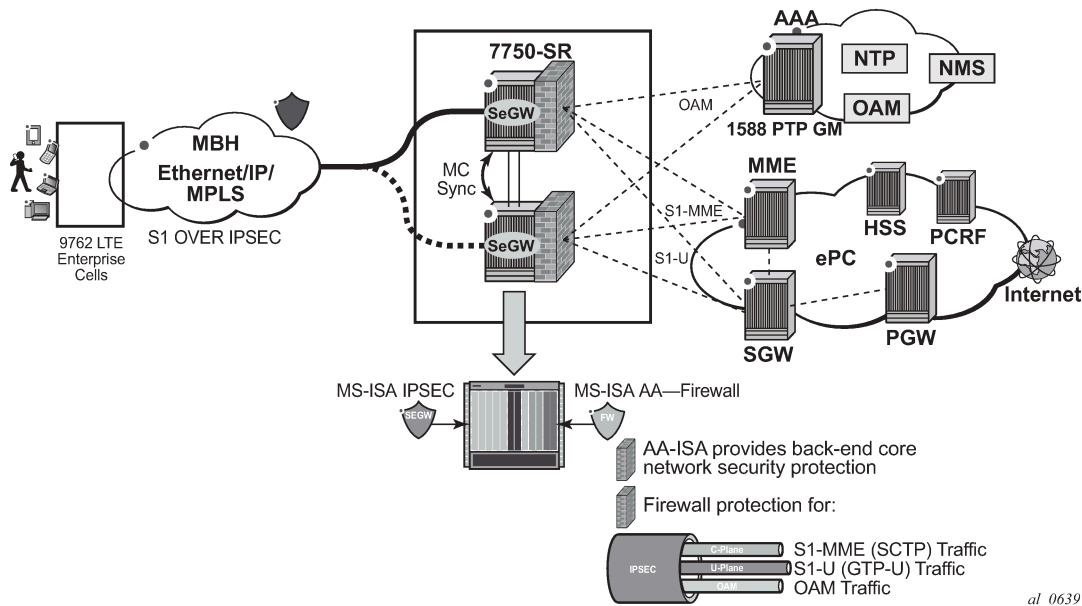 AAA
7750-SR
NTP
NMS
SeGW
OAM
OAM
1588 PTP GM
MBH
Ethernet/IP/
MPLS
MC
Sync
MME
HSS
PCRF
S1-MME
9762 LTE
Enterprise
Cells
S1 OVER IPSEC
SeGW
S1-U
ePC
Internet
SGW
PGW
MS-ISA IPSEC
MS-ISA AA—Firewall
SEGW
FW
AA-ISA provides back-end core
network security protection
Firewall protection for:
IPSEC
C-Plane
S1-MME (SCTP) Traffic
U-Plane
S1-U (GTP-U) Traffic
OAM
OAM Traffic
al_0639